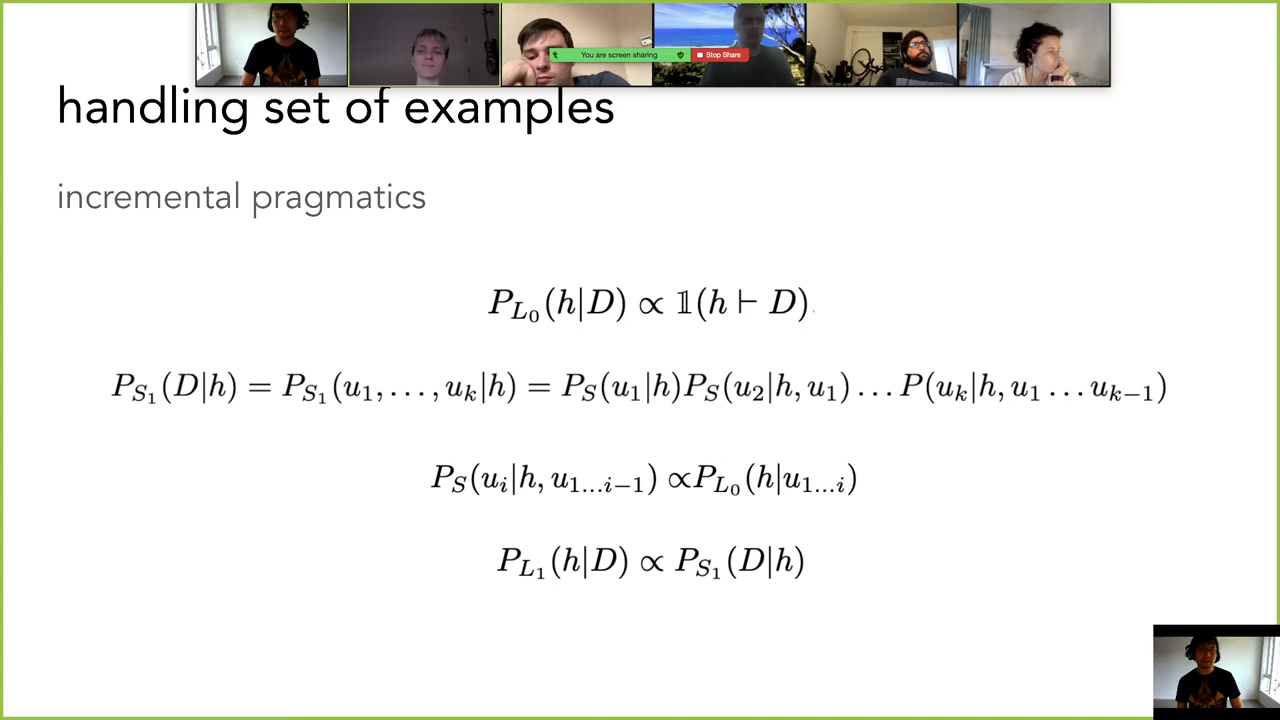 You are screen sharing
Stop Share
handling set of examples
incremental pragmatics
P_{L_0}(h|D) ∝ 𝟙(h ⊢ D)
P_{S_1}(D|h) = P_{S_1}(u_1, . . . , u_k|h) = P_S(u_1|h)P_S(u_2|h, u_1) . . . P(u_k|h, u_1 . . . u_{k−1})
P_S(u_i|h, u_{1...i−1}) ∝P_{L_0}(h|u_{1...i})
P_{L_1}(h|D) ∝ P_{S_1}(D|h)